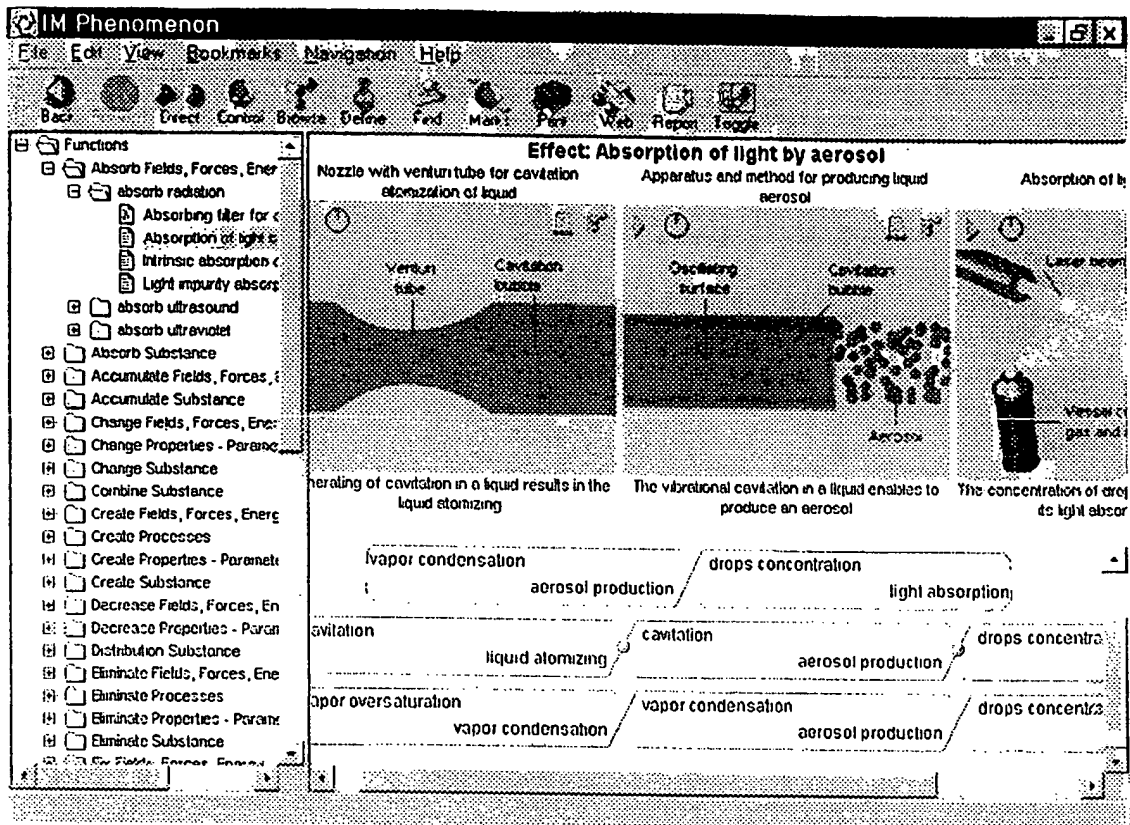 IM Phenomenon
File Edit View Bookmarks Navigation Help
Back Direct Control Browse Define Find Mark Web Report Toggle
Functions
Absorb Fields, Forces, Ener
absorb radiation
Absorbing filter for
Absorption of light
Intrinsic absorption
Light impurity absorp
absorb ultrasound
absorb ultraviolet
Absorb Substance
Accumulate Fields, Forces,
Accumulate Substance
Change Fields, Forces, Ener
Change Properties - Parame
Change Substance
Combine Substance
Create Fields, Forces, Energ
Create Processes
Create Properties - Paramete
Create Substance
Decrease Fields, Forces, En
Decrease Properties - Param
Distribution Substance
Eliminate Fields, Forces, Ene
Eliminate Processes
Eliminate Properties - Parame
Eliminate Substance
Effect: Absorption of light by aerosol
Nozzle with venturi tube for cavitation
atomization of liquid
Venturi
tube
Cavitation
bubble
nerating of cavitation in a liquid results in the
liquid atomizing
Apparatus and method for producing liquid
aerosol
Oscillating
surface
Cavitation
bubble
Aerosol
The vibrational cavitation in a liquid enables to
produce an aerosol
Absorption of
Laser beam
Vessel
gas and
The concentration of drop
its light absor
vapor condensation
aerosol production
drops concentration
light absorption
avitation
liquid atomizing
cavitation
aerosol production
drops concentra
apor oversaturation
vapor condensation
vapor condensation
aerosol production
drops concentra